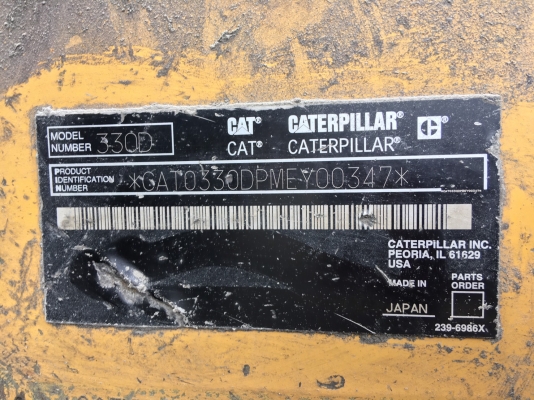 MODEL NUMBER 330D
CAT® CATERPILLAR® C®
CAT® CATERPILLAR®
PRODUCT IDENTIFICATION NUMBER *CAT0330DPMEY00347*
CATERPILLAR INC.
PEORIA, IL 61629
USA
MADE IN
JAPAN
PARTS ORDER
239-6986X